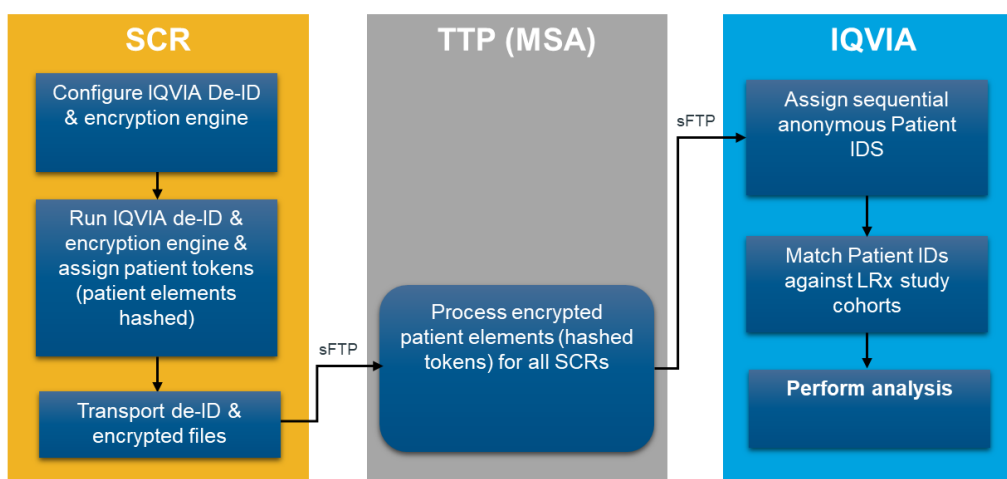 SCR
Configure IQVIA De-ID
& encryption engine
Run IQVIA de-ID &
encryption engine &
assign patient tokens
(patient elements
hashed)
Transport de-ID &
encrypted files
sFTP
TTP (MSA)
Process encrypted
patient elements (hashed
tokens) for all SCRs
sFTP
IQVIA
Assign sequential
anonymous Patient
IDS
Match Patient IDs
against LRx study
cohorts
Perform analysis